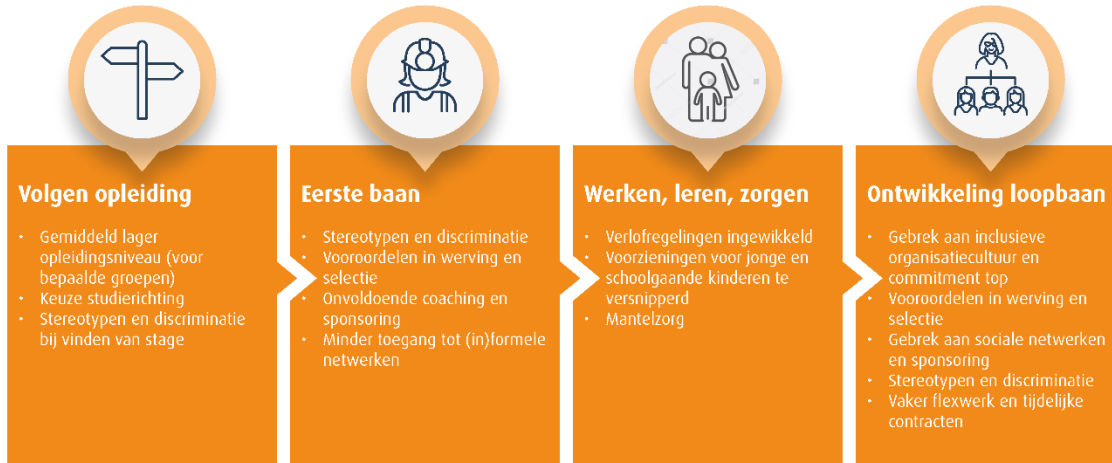 Volgen opleiding
• Gemiddeld lager
opleidingsniveau (voor
bepaalde groepen)
• Keuze studierichting
• Stereotypen en discriminatie
bij vinden van stage
Eerste baan
• Stereotypen en discriminatie
• Vooroordelen in werving en
selectie
• Onvoldoende coaching en
sponsoring
• Minder toegang tot (in)formele
netwerken
Werken, leren, zorgen
• Verlofregelingen ingewikkeld
• Voorzieningen voor jonge en
schoolgaande kinderen te
versnipperd
• Mantelzorg
Ontwikkeling loopbaan
• Gebrek aan inclusieve
organisatiecultuur en
commitment top
• Vooroordelen in werving en
selectie
• Gebrek aan sociale netwerken
en sponsoring
• Stereotypen en discriminatie
• Vaker flexwerk en tijdelijke
contracten